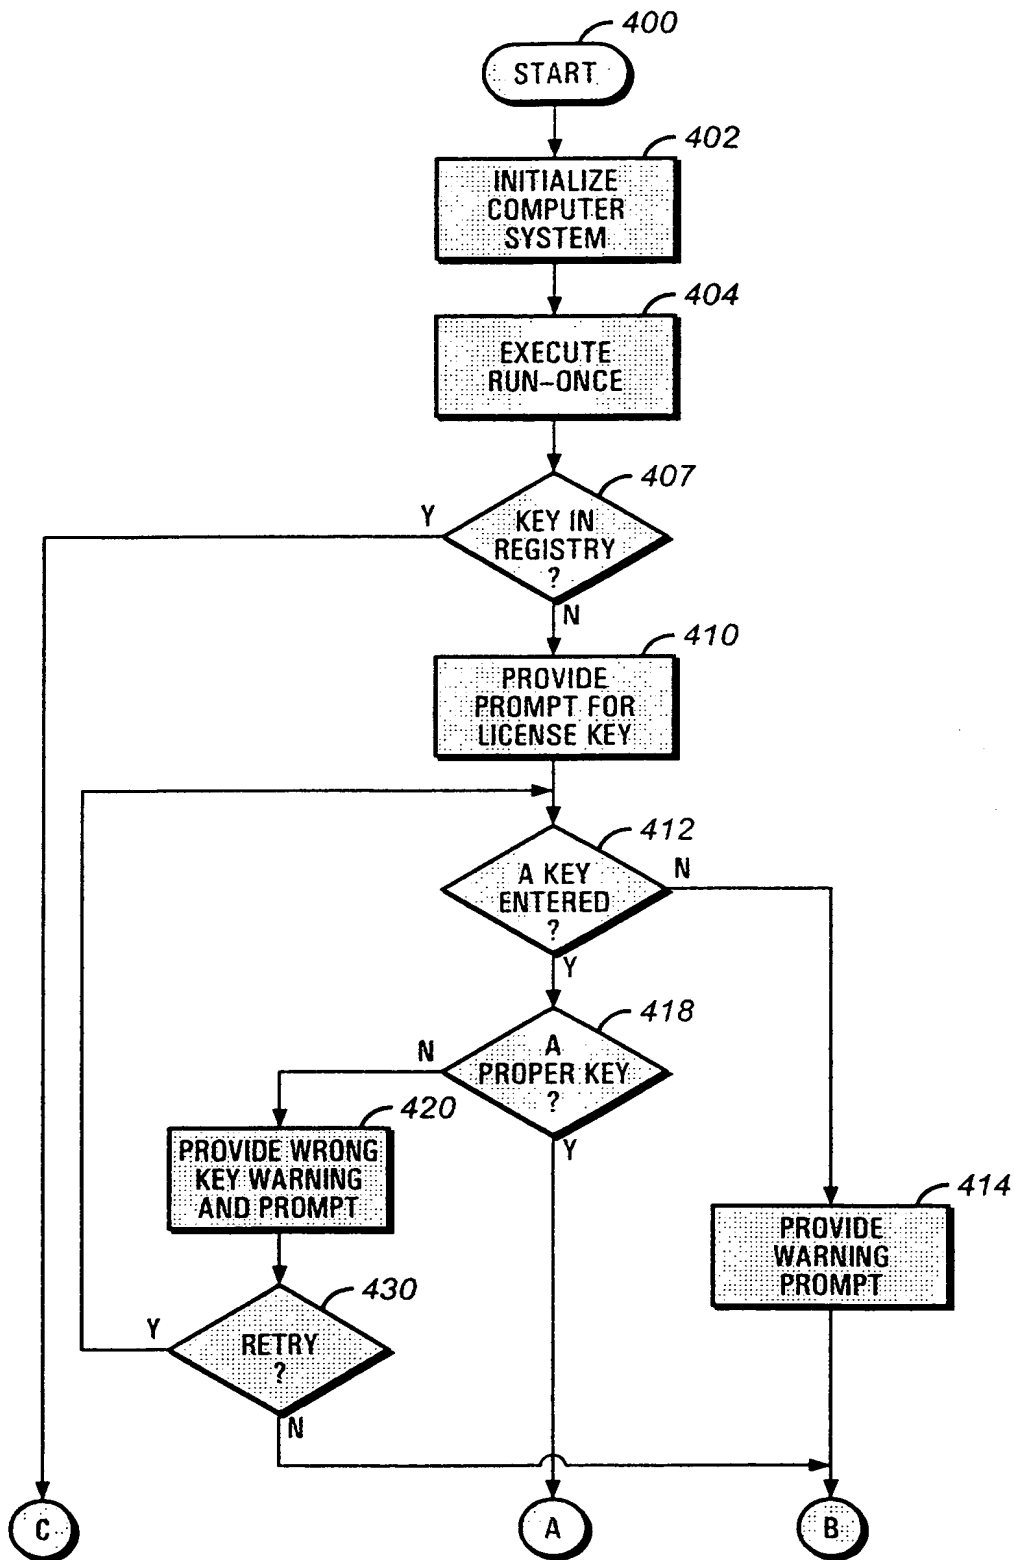 400
START
402
INITIALIZE
COMPUTER
SYSTEM
404
EXECUTE
RUN-ONCE
407
Y
KEY IN
REGISTRY
?
N
410
PROVIDE
PROMPT FOR
LICENSE KEY
412
A KEY
ENTERED
?
N
Y
418
N
A
PROPER KEY
?
Y
420
PROVIDE WRONG
KEY WARNING
AND PROMPT
414
PROVIDE
WARNING
PROMPT
430
Y
RETRY
?
N
C
A
B